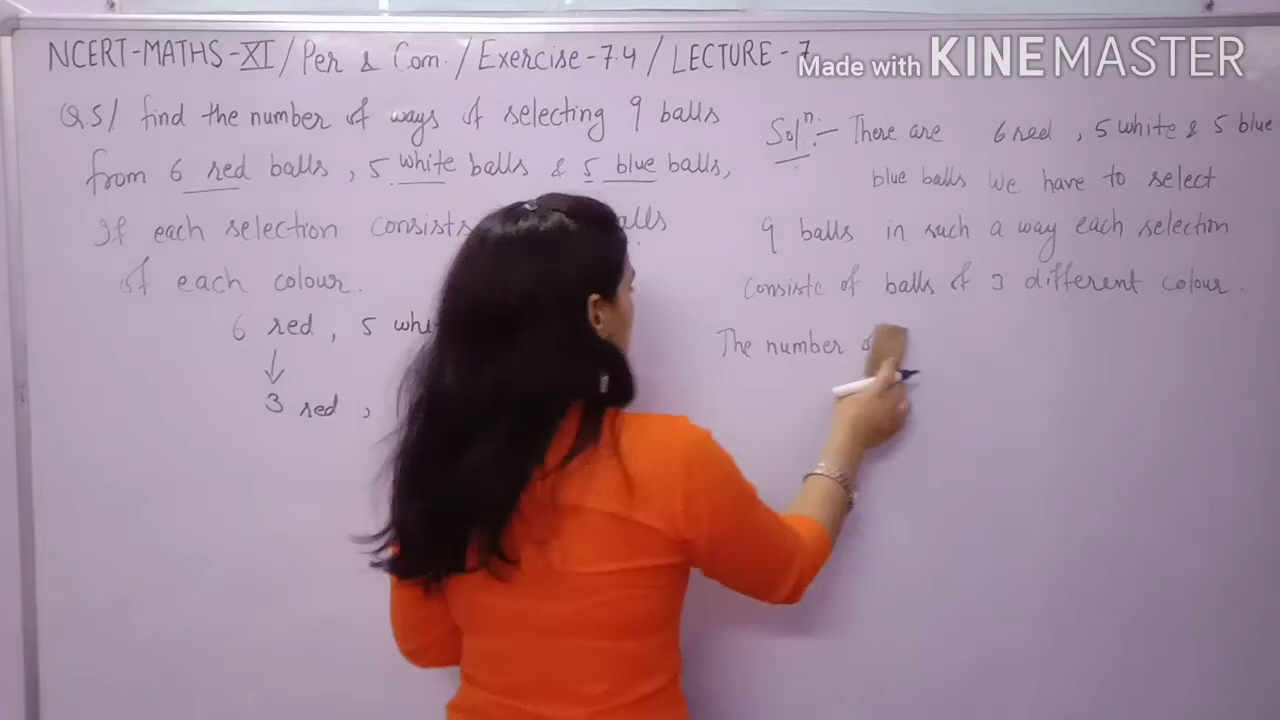 NCERT-MATHS-XI / Per & Com. / Exercise-7.4 / LECTURE-7
Made with KINEMASTER
Q.5/ find the number of ways of selecting 9 balls
from 6 red balls, 5 white balls & 5 blue balls,
If each selection consists balls
of each colour.
6 red, 5 whi
3 red,
Solⁿ:- There are 6 red, 5 white & 5 blue
blue balls. We have to select
9 balls in such a way each selection
consiste of balls of 3 different colour.
The number